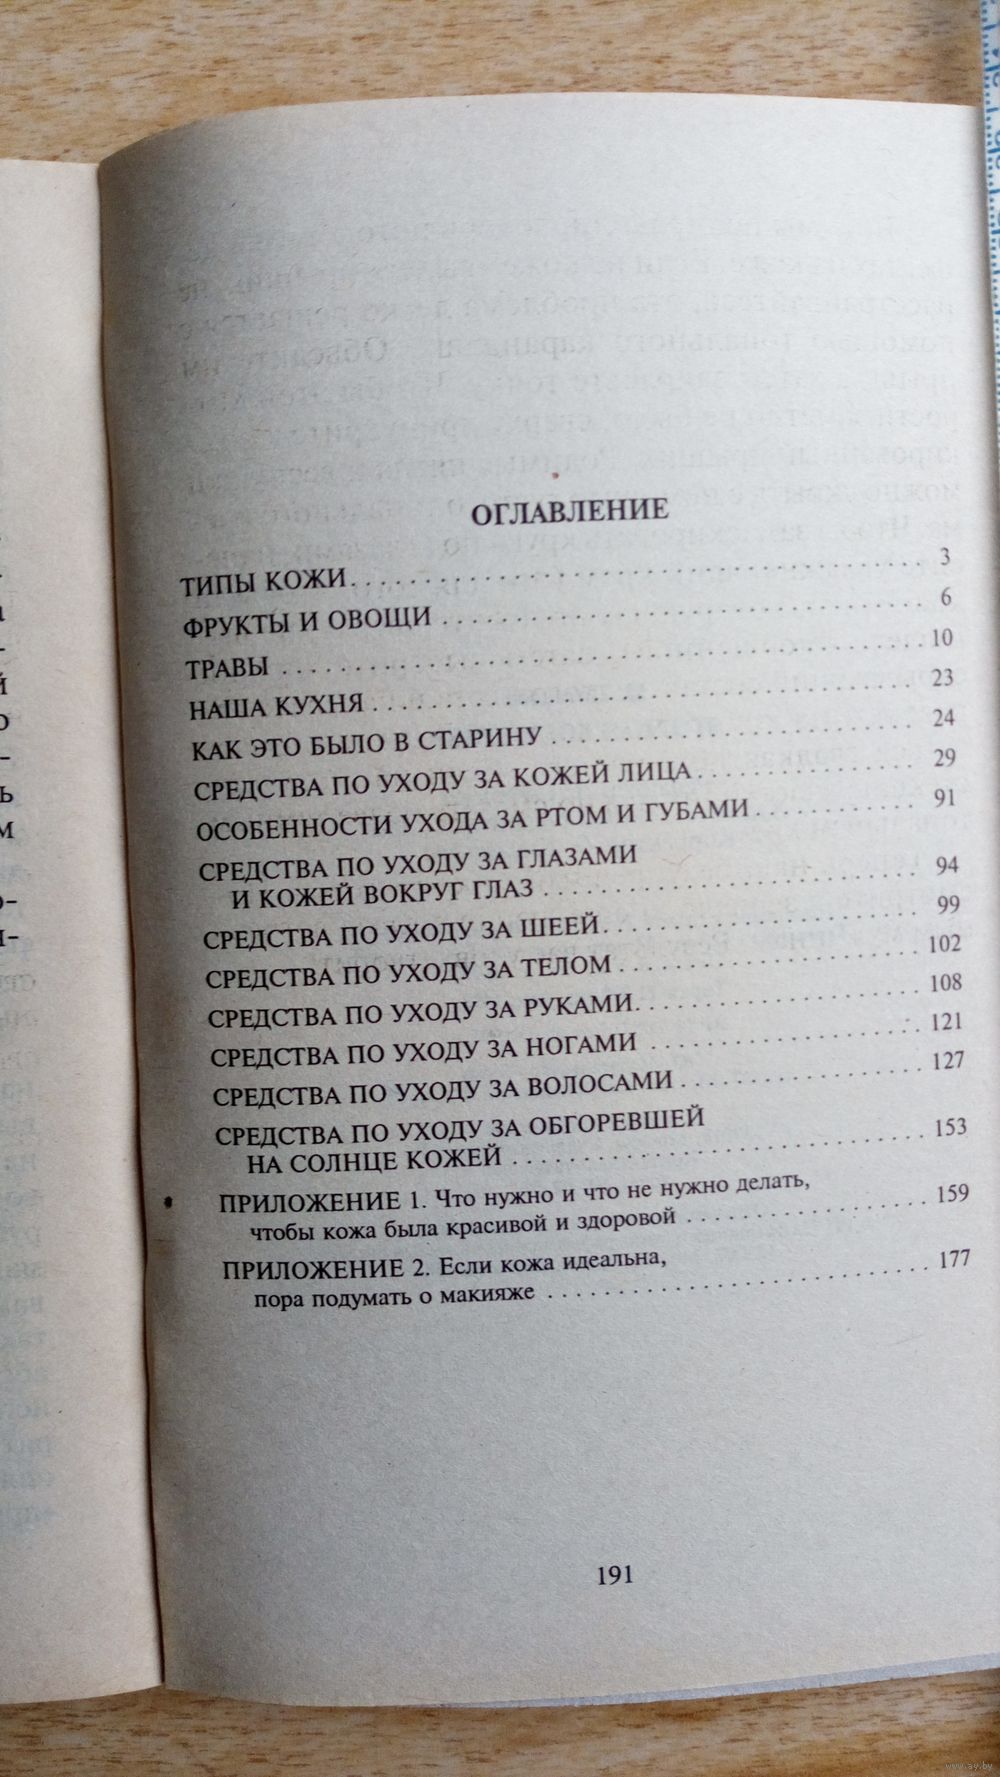 ОГЛАВЛЕНИЕ
ТИПЫ КОЖИ. . . . . . . . . . . . . . . . . . . . . . . . . . . . . . . . . . . . . . . 3
ФРУКТЫ И ОВОЩИ . . . . . . . . . . . . . . . . . . . . . . . . . . . . . . . . . 6
ТРАВЫ . . . . . . . . . . . . . . . . . . . . . . . . . . . . . . . . . . . . . . . . . . . 10
НАША КУХНЯ . . . . . . . . . . . . . . . . . . . . . . . . . . . . . . . . . . . . . 23
КАК ЭТО БЫЛО В СТАРИНУ . . . . . . . . . . . . . . . . . . . . . . . . . 24
СРЕДСТВА ПО УХОДУ ЗА КОЖЕЙ ЛИЦА . . . . . . . . . . . . . . . 29
ОСОБЕННОСТИ УХОДА ЗА РТОМ И ГУБАМИ . . . . . . . . . . . 91
СРЕДСТВА ПО УХОДУ ЗА ГЛАЗАМИ
И КОЖЕЙ ВОКРУГ ГЛАЗ . . . . . . . . . . . . . . . . . . . . . . . . . 94
СРЕДСТВА ПО УХОДУ ЗА ШЕЕЙ. . . . . . . . . . . . . . . . . . . . . 99
СРЕДСТВА ПО УХОДУ ЗА ТЕЛОМ . . . . . . . . . . . . . . . . . . . . 102
СРЕДСТВА ПО УХОДУ ЗА РУКАМИ. . . . . . . . . . . . . . . . . . . 108
СРЕДСТВА ПО УХОДУ ЗА НОГАМИ . . . . . . . . . . . . . . . . . . 121
СРЕДСТВА ПО УХОДУ ЗА ВОЛОСАМИ . . . . . . . . . . . . . . . . 127
СРЕДСТВА ПО УХОДУ ЗА ОБГОРЕВШЕЙ
НА СОЛНЦЕ КОЖЕЙ . . . . . . . . . . . . . . . . . . . . . . . . . . . . 153
ПРИЛОЖЕНИЕ 1. Что нужно и что не нужно делать,
чтобы кожа была красивой и здоровой . . . . . . . . . . . . . . . . 159
ПРИЛОЖЕНИЕ 2. Если кожа идеальна,
пора подумать о макияже . . . . . . . . . . . . . . . . . . . . . . . . . . 177
191
www.ay.by